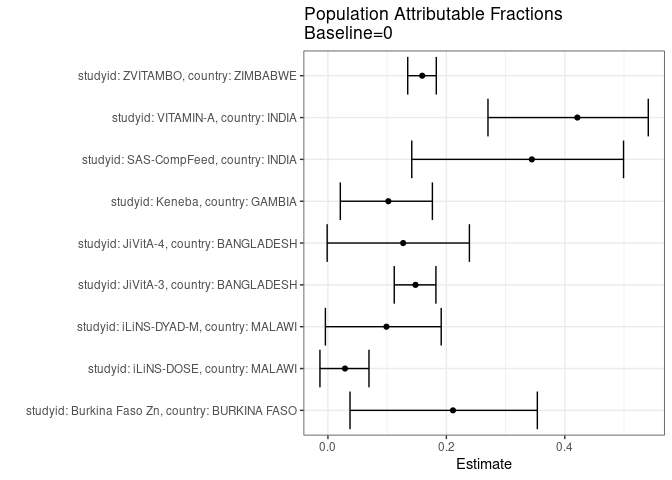 Population Attributable Fractions
Baseline=0
studyid: ZVITAMBO, country: ZIMBABWE
studyid: VITAMIN-A, country: INDIA
studyid: SAS-CompFeed, country: INDIA
studyid: Keneba, country: GAMBIA
studyid: JiVitA-4, country: BANGLADESH
studyid: JiVitA-3, country: BANGLADESH
studyid: iLiNS-DYAD-M, country: MALAWI
studyid: iLiNS-DOSE, country: MALAWI
studyid: Burkina Faso Zn, country: BURKINA FASO
0.0 0.2 0.4
Estimate